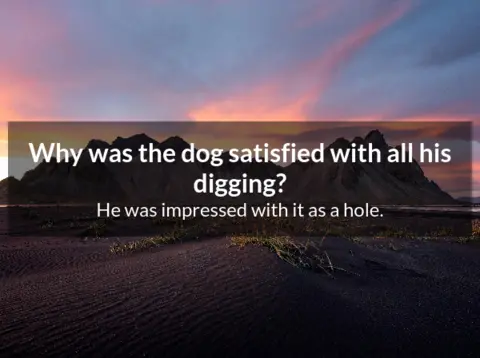 Why was the dog satisfied with all his
digging?
He was impressed with it as a hole.